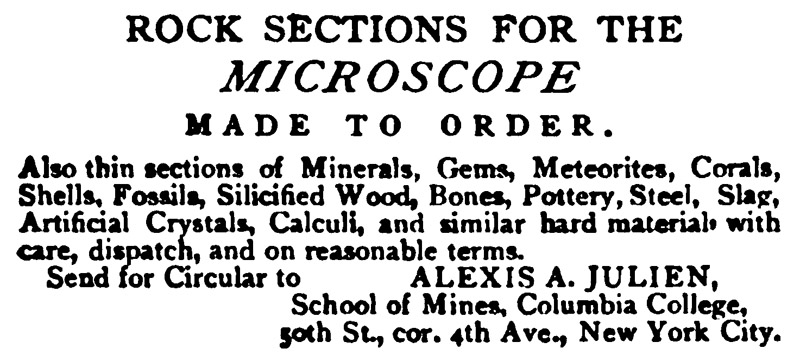 ROCK SECTIONS FOR THE
MICROSCOPE
MADE TO ORDER.
Also thin sections of Minerals, Gems, Meteorites, Corals,
Shells, Fossils, Silicified Wood, Bones, Pottery, Steel, Slag,
Artificial Crystals, Calculi, and similar hard materials with
care, dispatch, and on reasonable terms.
Send for Circular to ALEXIS A. JULIEN,
School of Mines, Columbia College,
50th St., cor. 4th Ave., New York City.